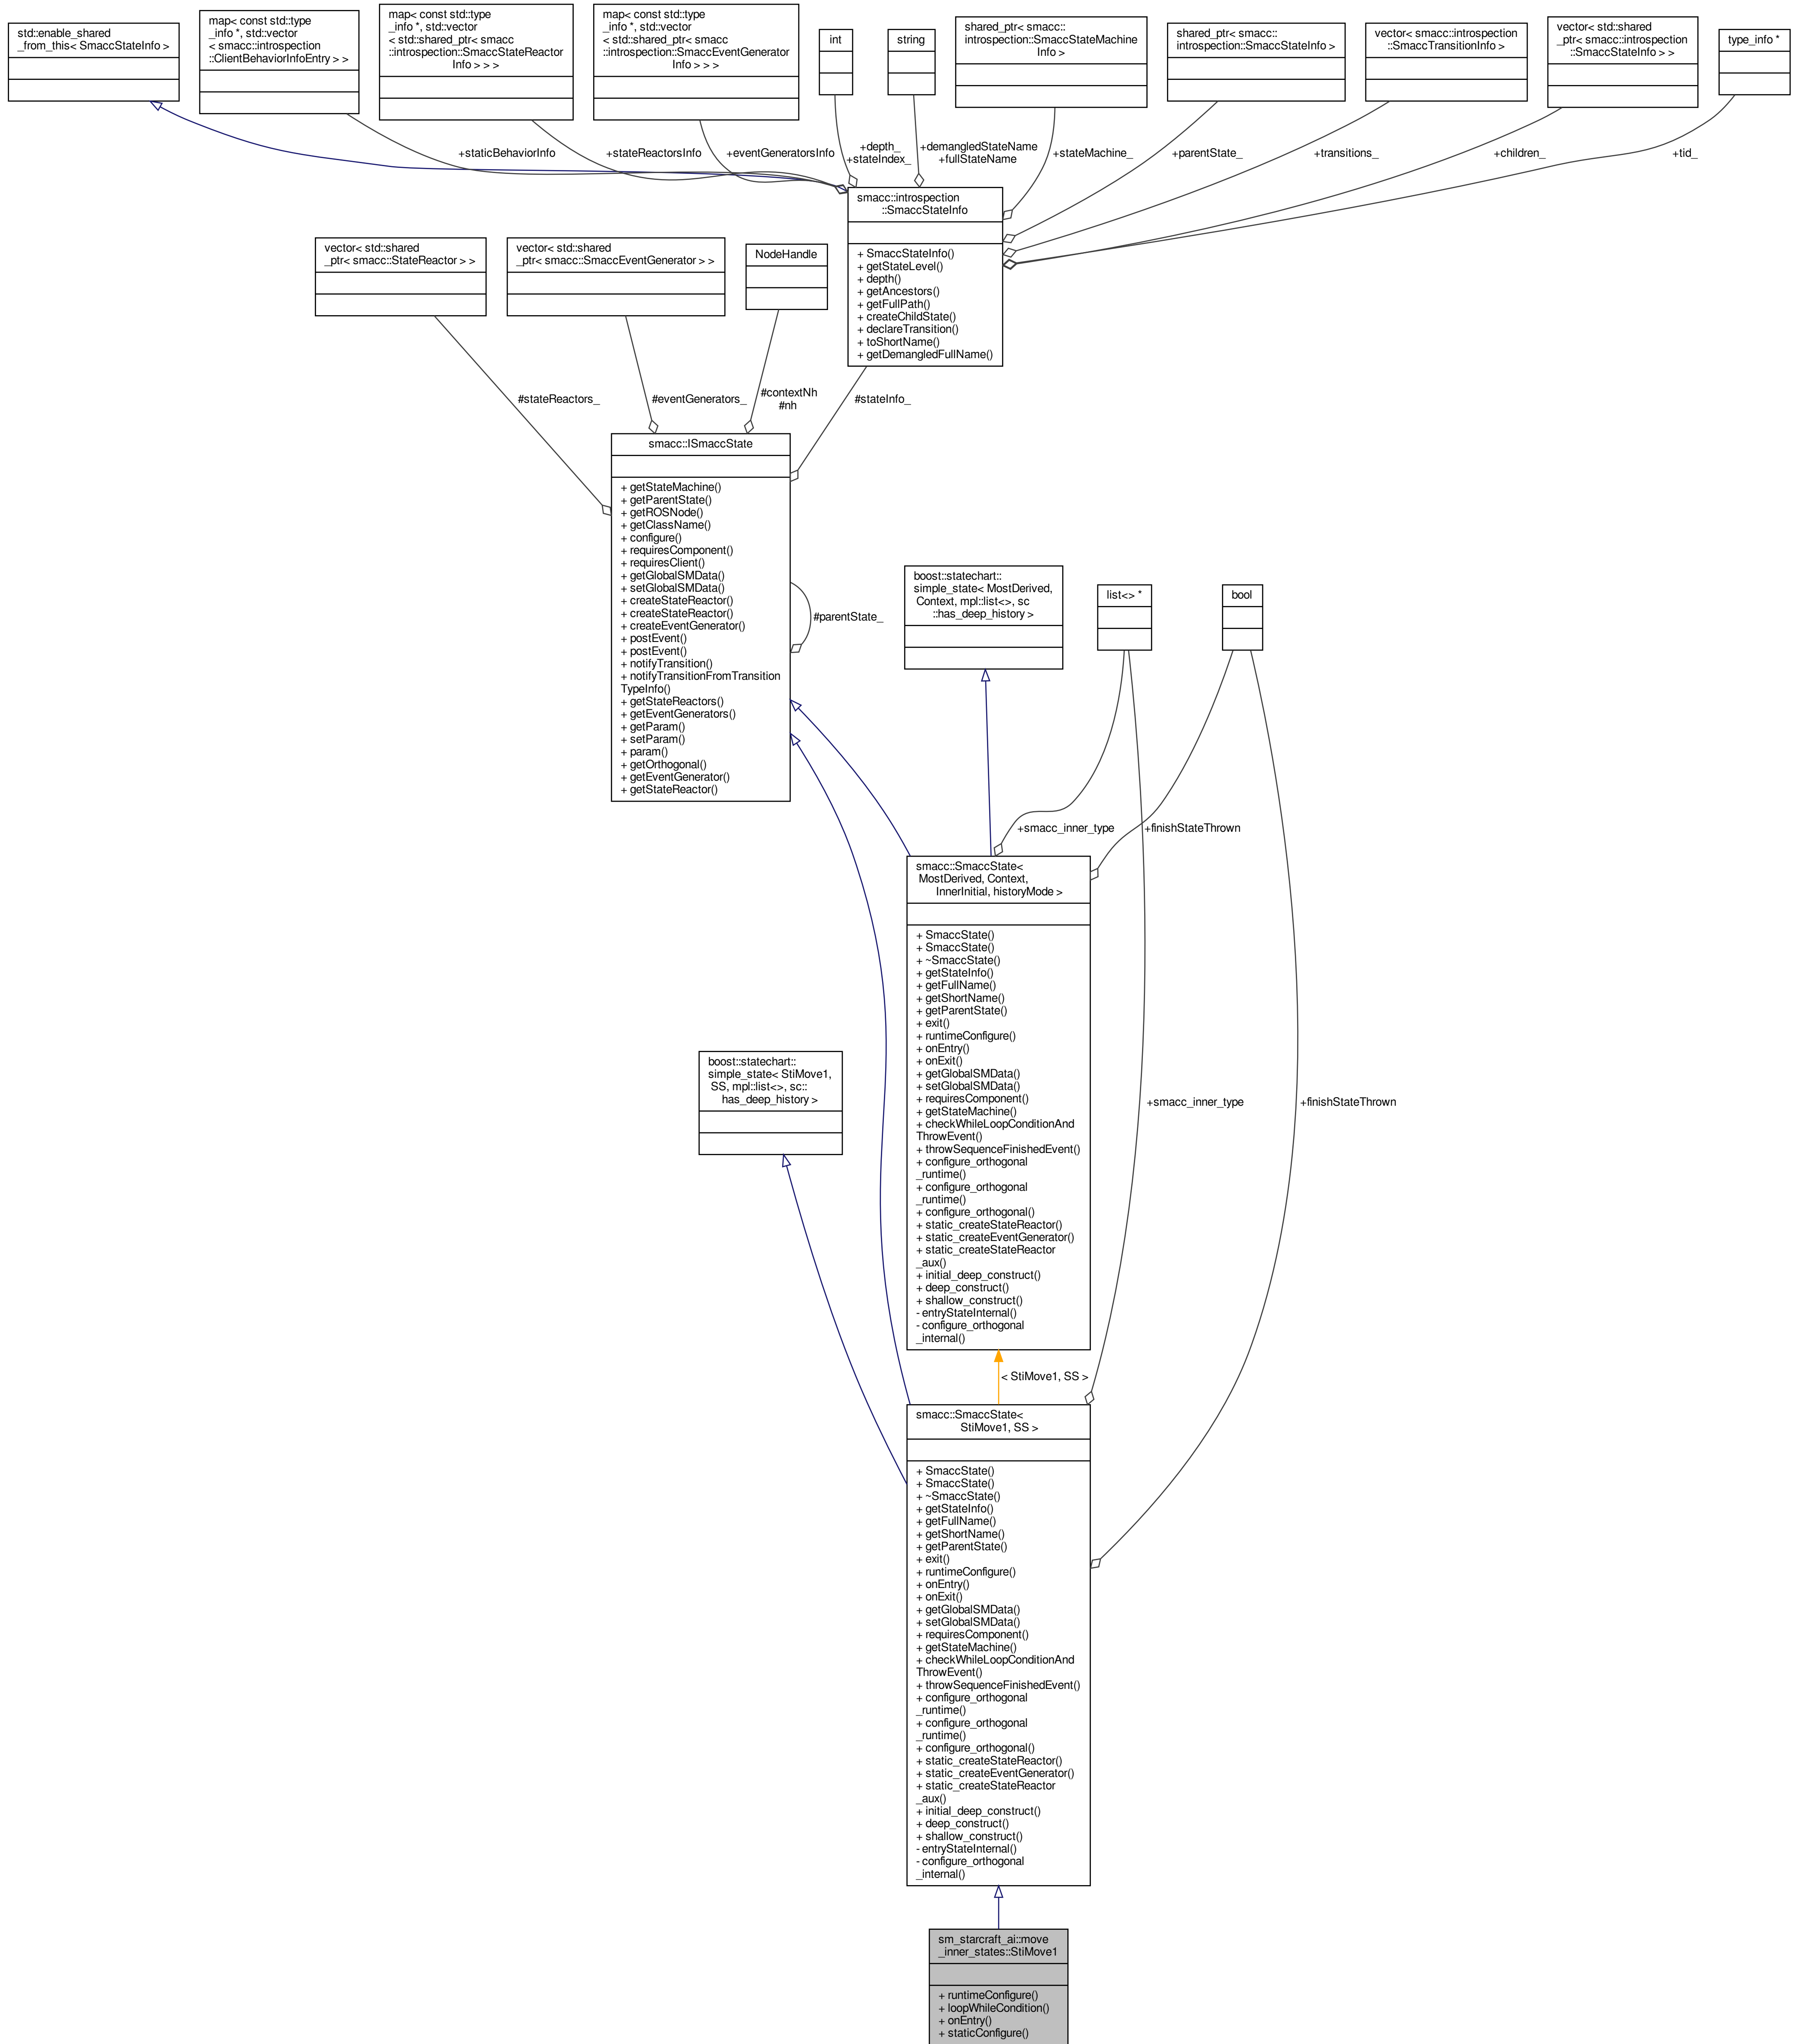 std::enable_shared
_from_this< SmaccStateInfo >
map< const std::type
_info *, std::vector
< smacc::introspection
::ClientBehaviorInfoEntry > >
map< const std::type
_info *, std::vector
< std::shared_ptr< smacc
::introspection::SmaccStateReactor
Info > > >
map< const std::type
_info *, std::vector
< std::shared_ptr< smacc
::introspection::SmaccEventGenerator
Info > > >
int
string
shared_ptr< smacc::
introspection::SmaccStateMachine
Info >
shared_ptr< smacc::
introspection::SmaccStateInfo >
vector< smacc::introspection
::SmaccTransitionInfo >
vector< std::shared
_ptr< smacc::introspection
::SmaccStateInfo > >
type_info *
+staticBehaviorInfo
+stateReactorsInfo
+eventGeneratorsInfo
+depth_
+stateIndex_
+demangledStateName
+fullStateName
+stateMachine_
+parentState_
+transitions_
+children_
+tid_
smacc::introspection
::SmaccStateInfo
+ SmaccStateInfo()
+ getStateLevel()
+ depth()
+ getAncestors()
+ getFullPath()
+ createChildState()
+ declareTransition()
+ toShortName()
+ getDemangledFullName()
vector< std::shared
_ptr< smacc::StateReactor > >
vector< std::shared
_ptr< smacc::SmaccEventGenerator > >
NodeHandle
#stateReactors_
#eventGenerators_
#contextNh
#nh
#stateInfo_
smacc::ISmaccState
+ getStateMachine()
+ getParentState()
+ getROSNode()
+ getClassName()
+ configure()
+ requiresComponent()
+ requiresClient()
+ getGlobalSMData()
+ setGlobalSMData()
+ createStateReactor()
+ createStateReactor()
+ createEventGenerator()
+ postEvent()
+ postEvent()
+ notifyTransition()
+ notifyTransitionFromTransition
TypeInfo()
+ getStateReactors()
+ getEventGenerators()
+ getParam()
+ setParam()
+ param()
+ getOrthogonal()
+ getEventGenerator()
+ getStateReactor()
#parentState_
boost::statechart::
simple_state< MostDerived,
Context, mpl::list<>, sc
::has_deep_history >
list<> *
bool
+smacc_inner_type
+finishStateThrown
smacc::SmaccState<
MostDerived, Context,
InnerInitial, historyMode >
+ SmaccState()
+ SmaccState()
+ ~SmaccState()
+ getStateInfo()
+ getFullName()
+ getShortName()
+ getParentState()
+ exit()
+ runtimeConfigure()
+ onEntry()
+ onExit()
+ getGlobalSMData()
+ setGlobalSMData()
+ requiresComponent()
+ getStateMachine()
+ checkWhileLoopConditionAnd
ThrowEvent()
+ throwSequenceFinishedEvent()
+ configure_orthogonal
_runtime()
+ configure_orthogonal
_runtime()
+ configure_orthogonal()
+ static_createStateReactor()
+ static_createEventGenerator()
+ static_createStateReactor
_aux()
+ initial_deep_construct()
+ deep_construct()
+ shallow_construct()
- entryStateInternal()
- configure_orthogonal
_internal()
boost::statechart::
simple_state< StiMove1,
SS, mpl::list<>, sc::
has_deep_history >
+smacc_inner_type
+finishStateThrown
< StiMove1, SS >
smacc::SmaccState<
StiMove1, SS >
+ SmaccState()
+ SmaccState()
+ ~SmaccState()
+ getStateInfo()
+ getFullName()
+ getShortName()
+ getParentState()
+ exit()
+ runtimeConfigure()
+ onEntry()
+ onExit()
+ getGlobalSMData()
+ setGlobalSMData()
+ requiresComponent()
+ getStateMachine()
+ checkWhileLoopConditionAnd
ThrowEvent()
+ throwSequenceFinishedEvent()
+ configure_orthogonal
_runtime()
+ configure_orthogonal
_runtime()
+ configure_orthogonal()
+ static_createStateReactor()
+ static_createEventGenerator()
+ static_createStateReactor
_aux()
+ initial_deep_construct()
+ deep_construct()
+ shallow_construct()
- entryStateInternal()
- configure_orthogonal
_internal()
sm_starcraft_ai::move
_inner_states::StiMove1
+ runtimeConfigure()
+ loopWhileCondition()
+ onEntry()
+ staticConfigure()